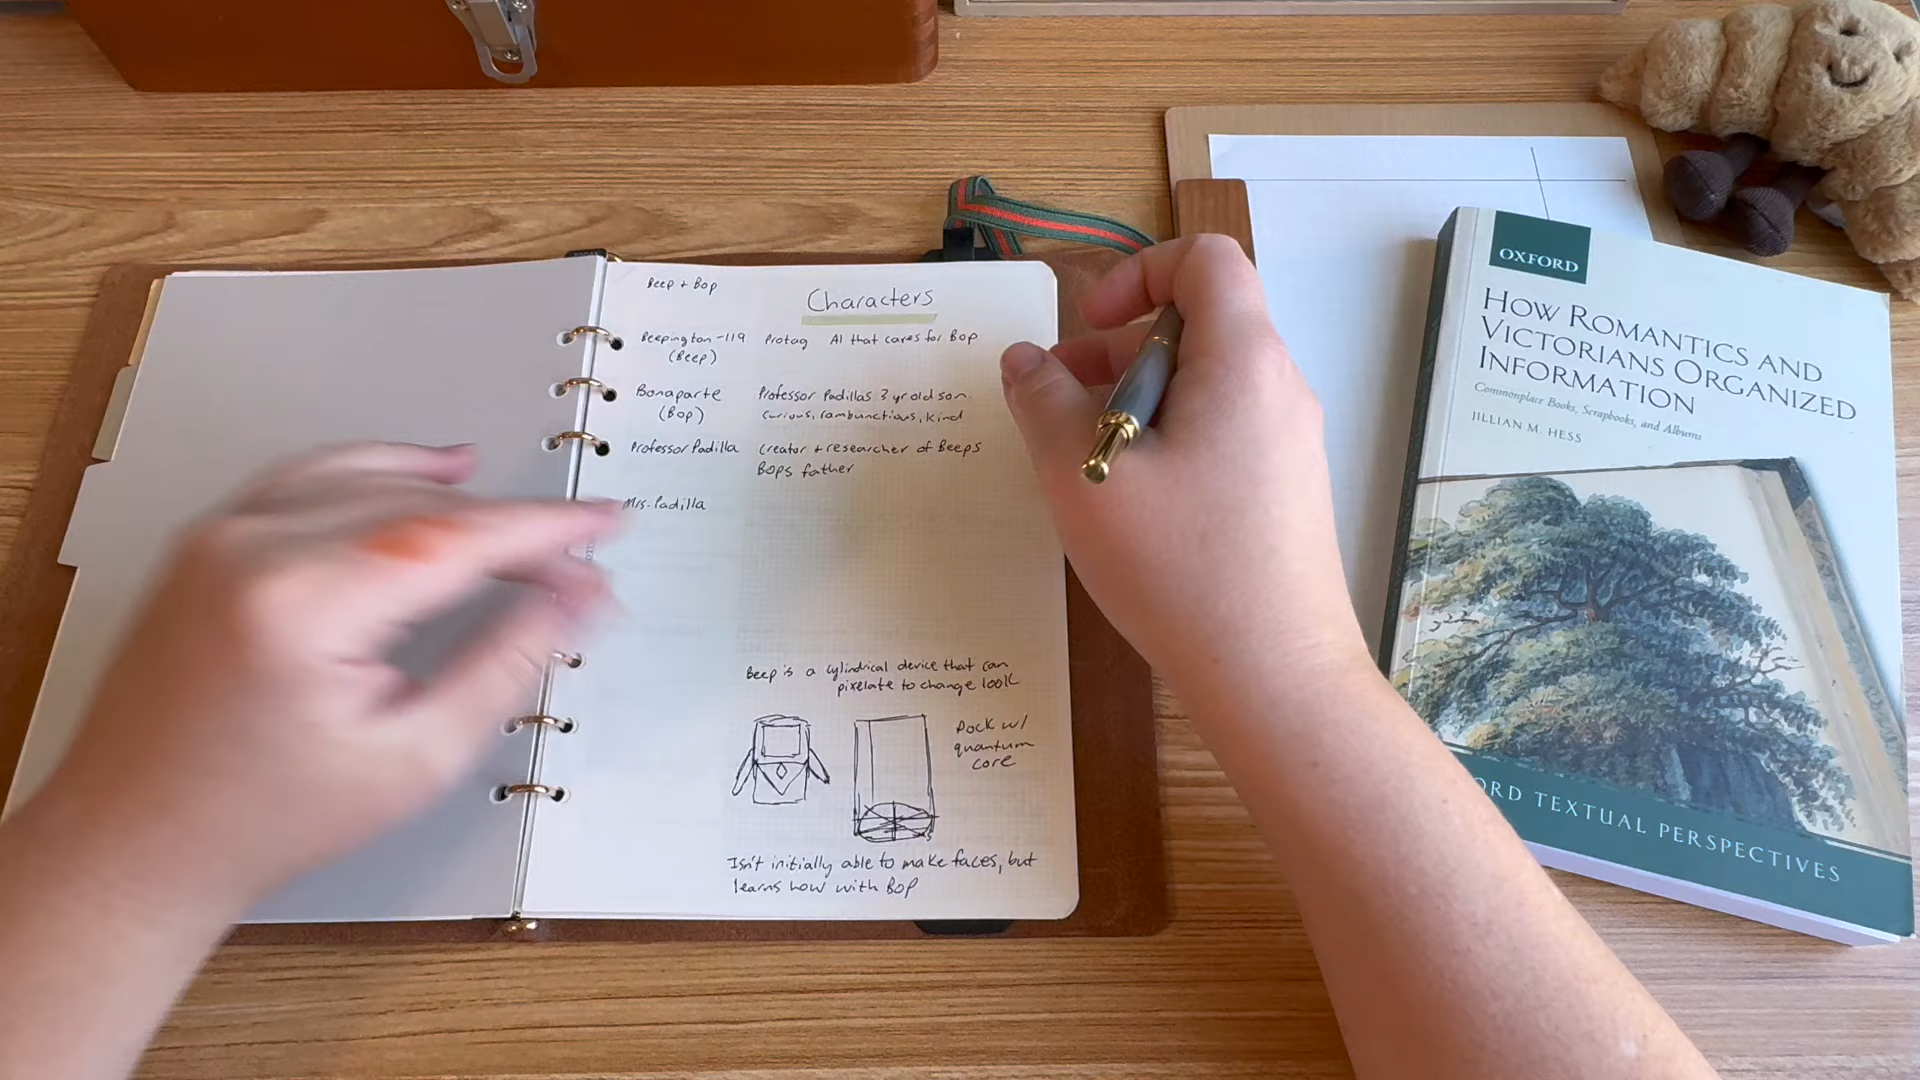 Beep + Bop
Characters
Beepington-119 Protag AI that cares for Bop
(Beep)
Bonaparte Professor Padillas 3 yr old son.
(Bop) curious, rambunctious, kind
Professor Padilla creator + researcher of Beeps
Bops father
Mrs. Padilla
Beep is a cylindrical device that can
pixelate to change look
Dock w/
quantum
core
Isn't initially able to make faces, but
learns how with Bop
OXFORD
HOW ROMANTICS AND
VICTORIANS ORGANIZED
INFORMATION
Commonplace Books, Scrapbooks, and Albums
JILLIAN M. HESS
ORD TEXTUAL PERSPECTIVES